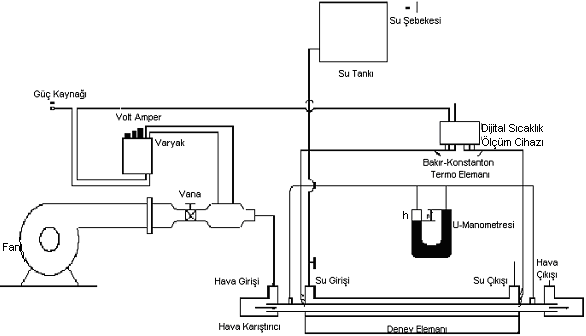 Su Şebekesi
Su Tankı
Güç Kaynağı
Volt Amper
Varyak
Dijital Sıcaklık
Ölçüm Cihazı
Bakır-Konstanton
Termo Elemanı
Vana
h
U-Manometresi
Fan
Hava Girişi
Su Girişi
Su Çıkışı
Hava
Çıkışı
Hava Karıştırıcı
Deney Elemanı